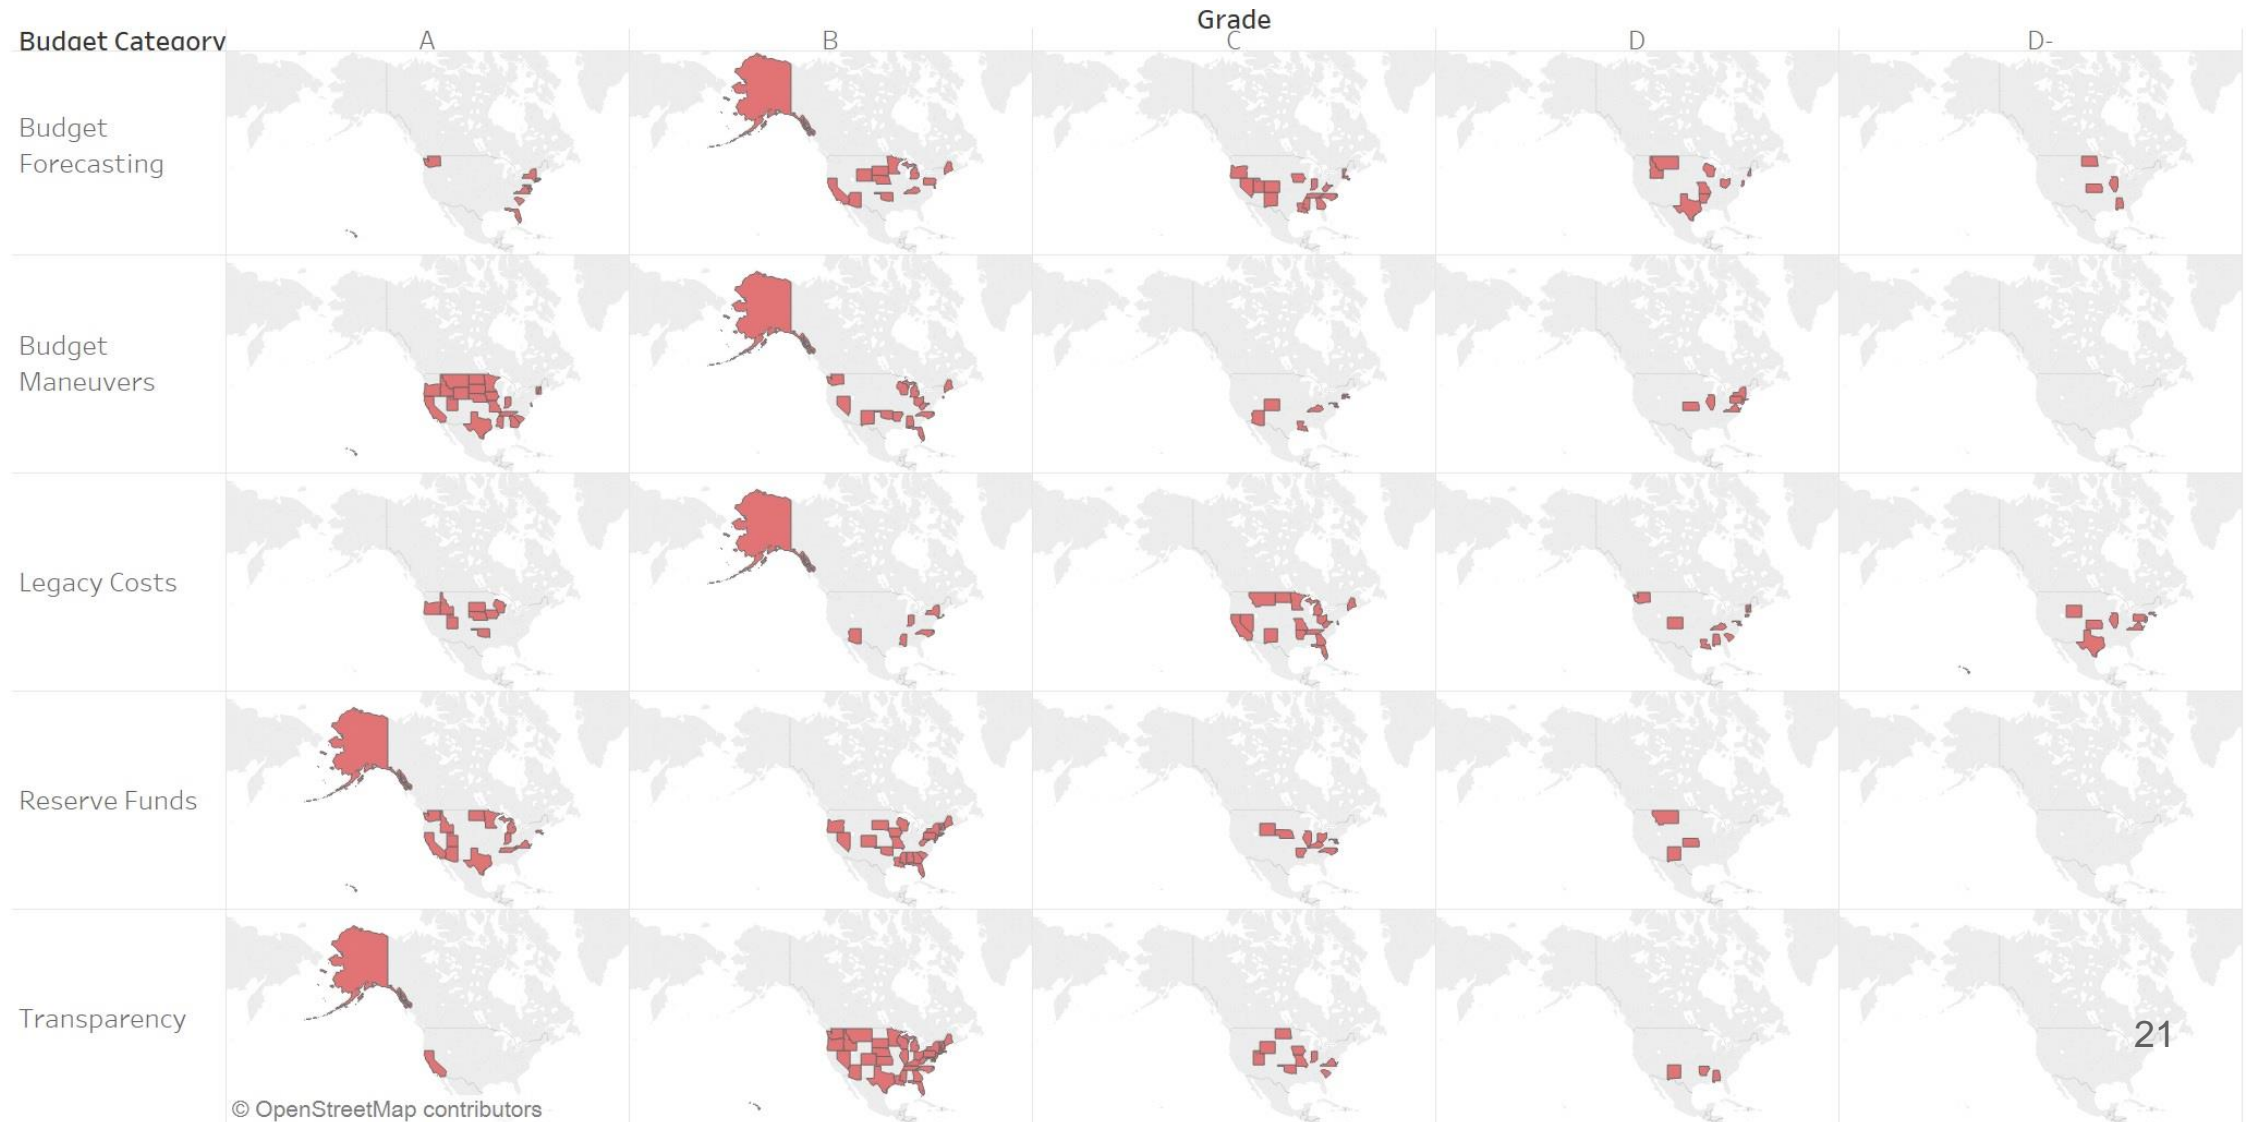 Grade
Budget Category A B C D D-
Budget
Forecasting
Budget
Maneuvers
Legacy Costs
Reserve Funds
Transparency
21
© OpenStreetMap contributors